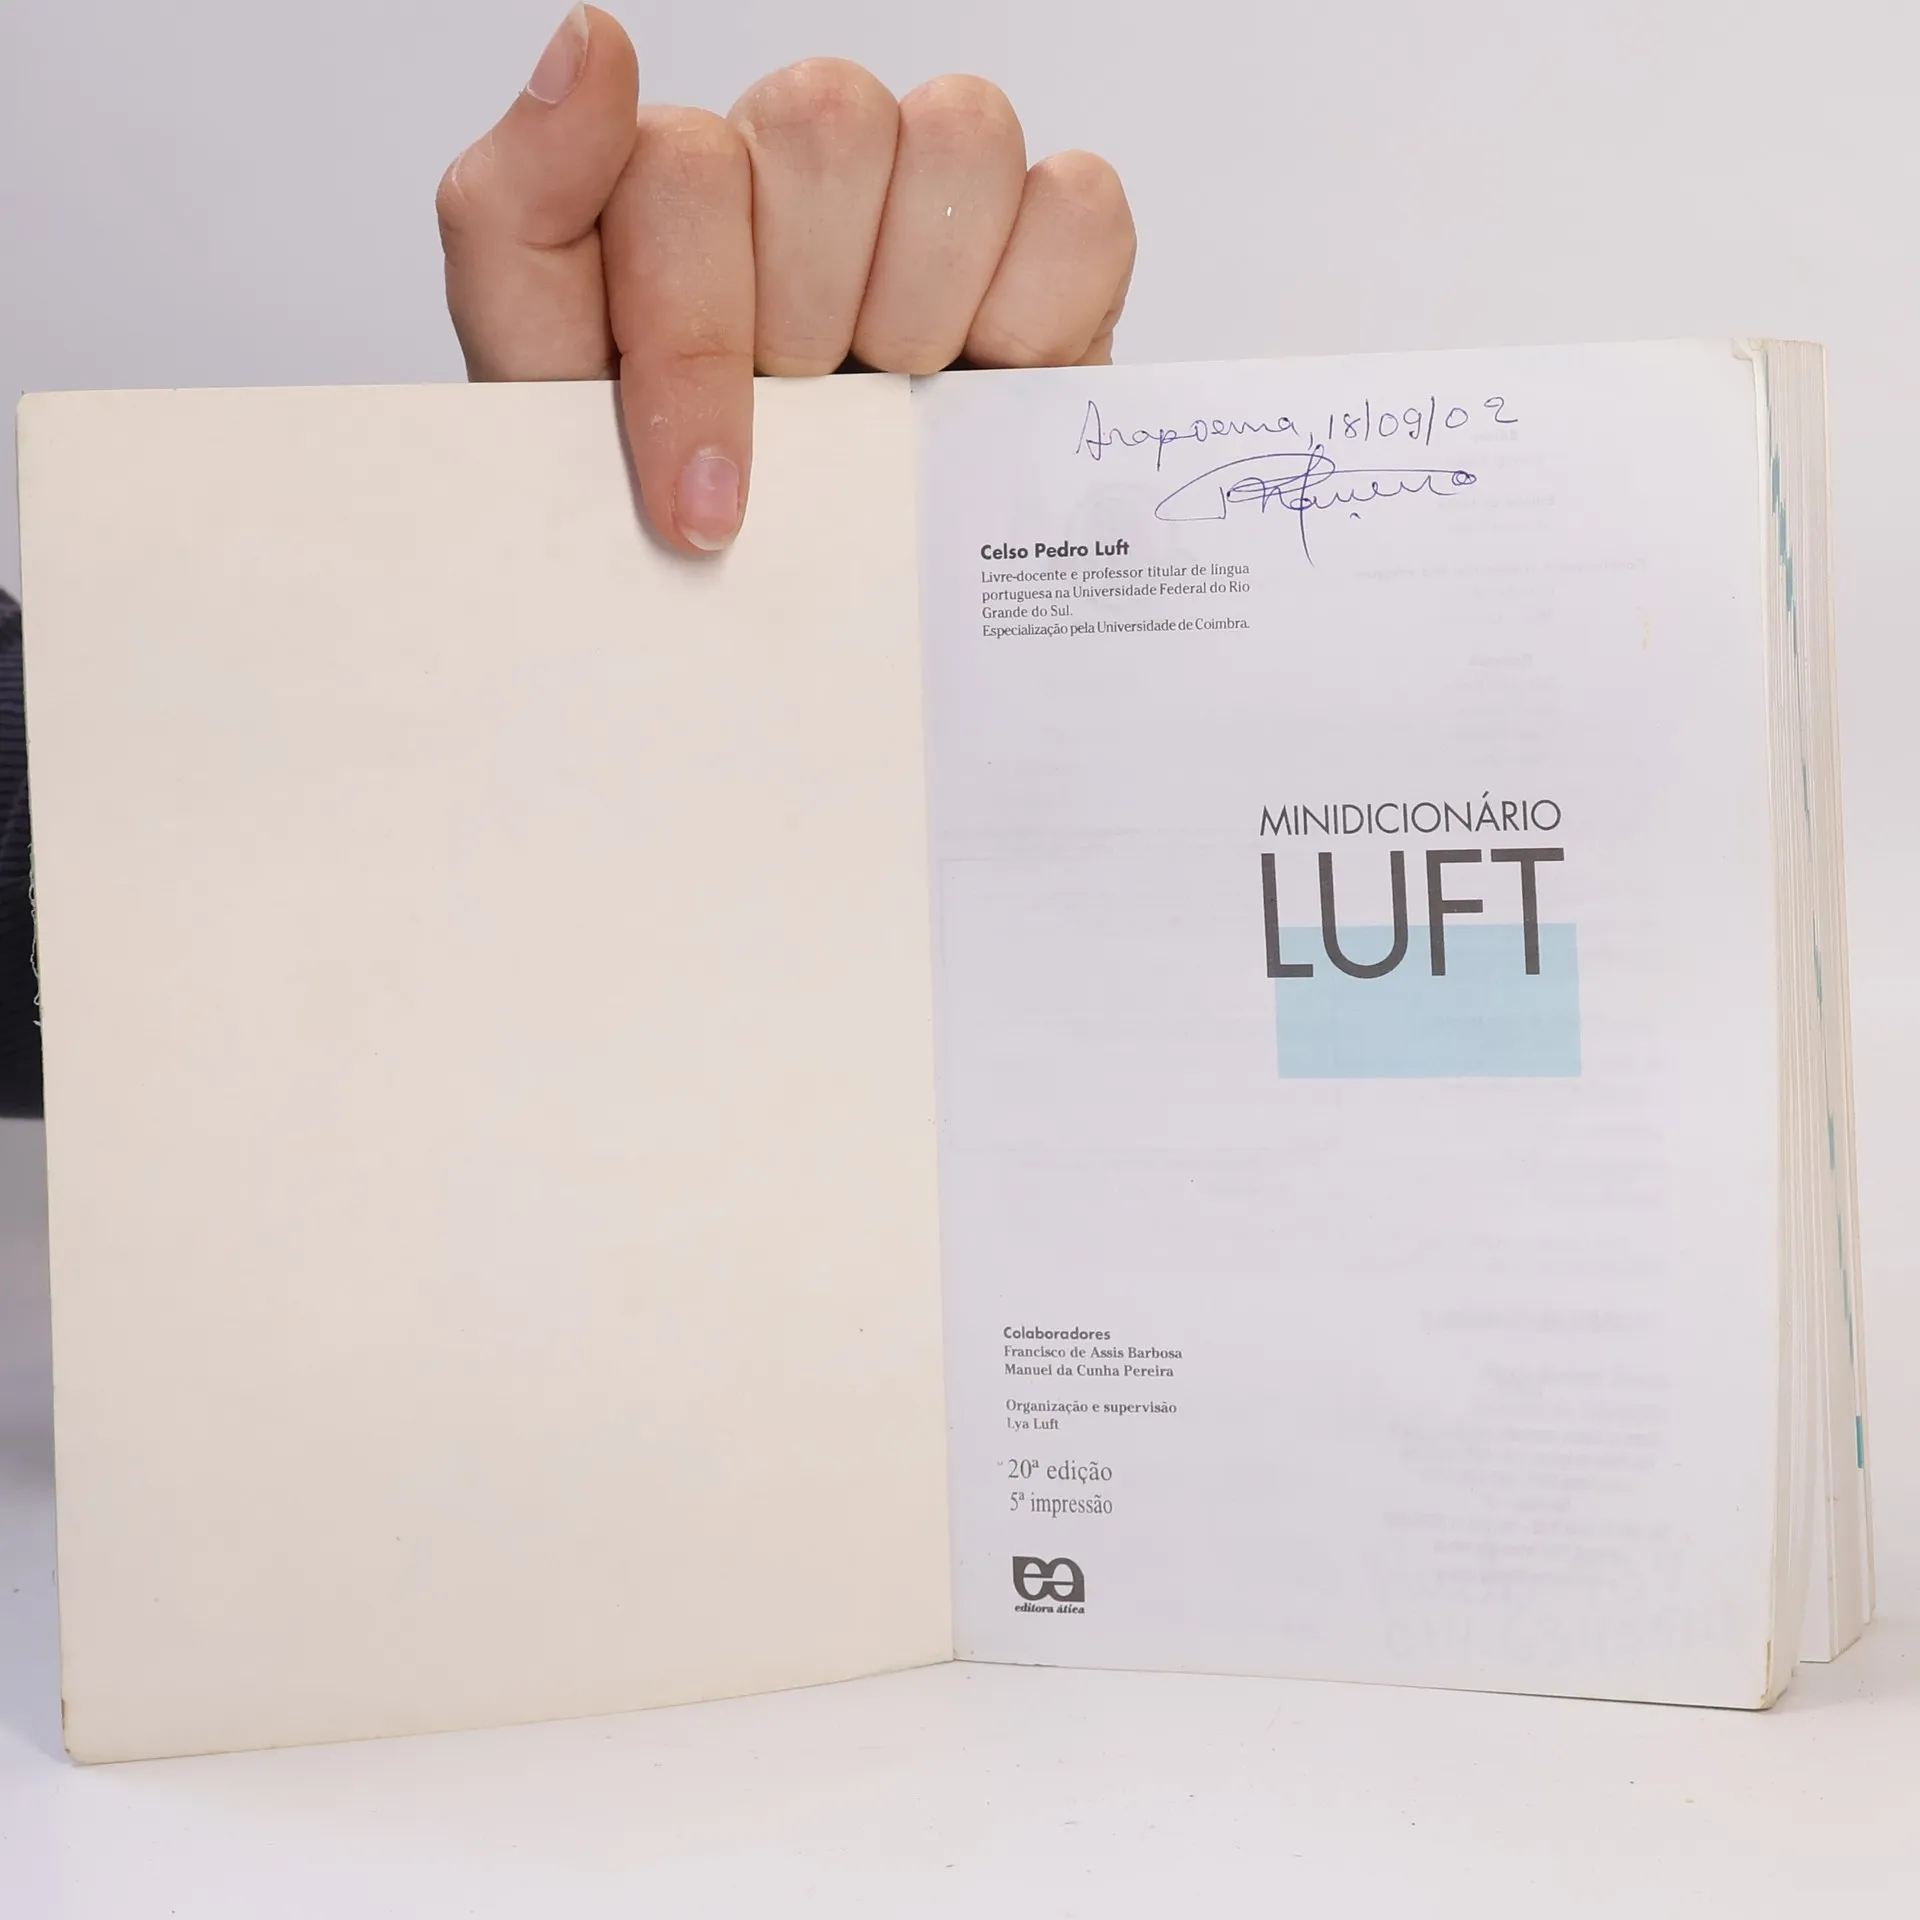 Arapoema, 18/09/02
Celso Pedro Luft
Livre-docente e professor titular de língua
portuguesa na Universidade Federal do Rio
Grande do Sul.
Especialização pela Universidade de Coimbra.
MINIDICIONÁRIO
LUFT
Colaboradores
Francisco de Assis Barbosa
Manuel da Cunha Pereira
Organização e supervisão
Lya Luft
20ª edição
5ª impressão
ea
editora ática